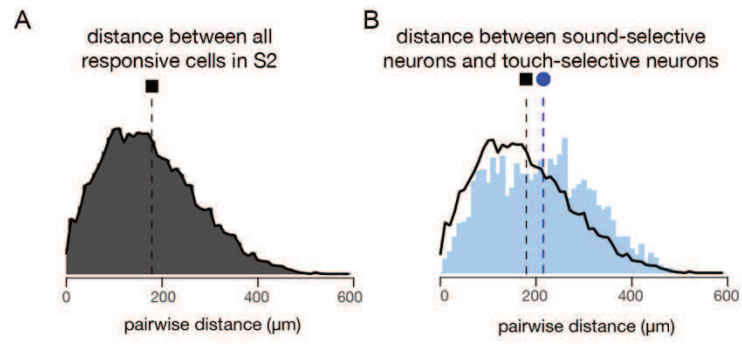 A
distance between all
responsive cells in S2
0
200
400
600
pairwise distance (µm)
B
distance between sound-selective
neurons and touch-selective neurons
0
200
400
600
pairwise distance (µm)